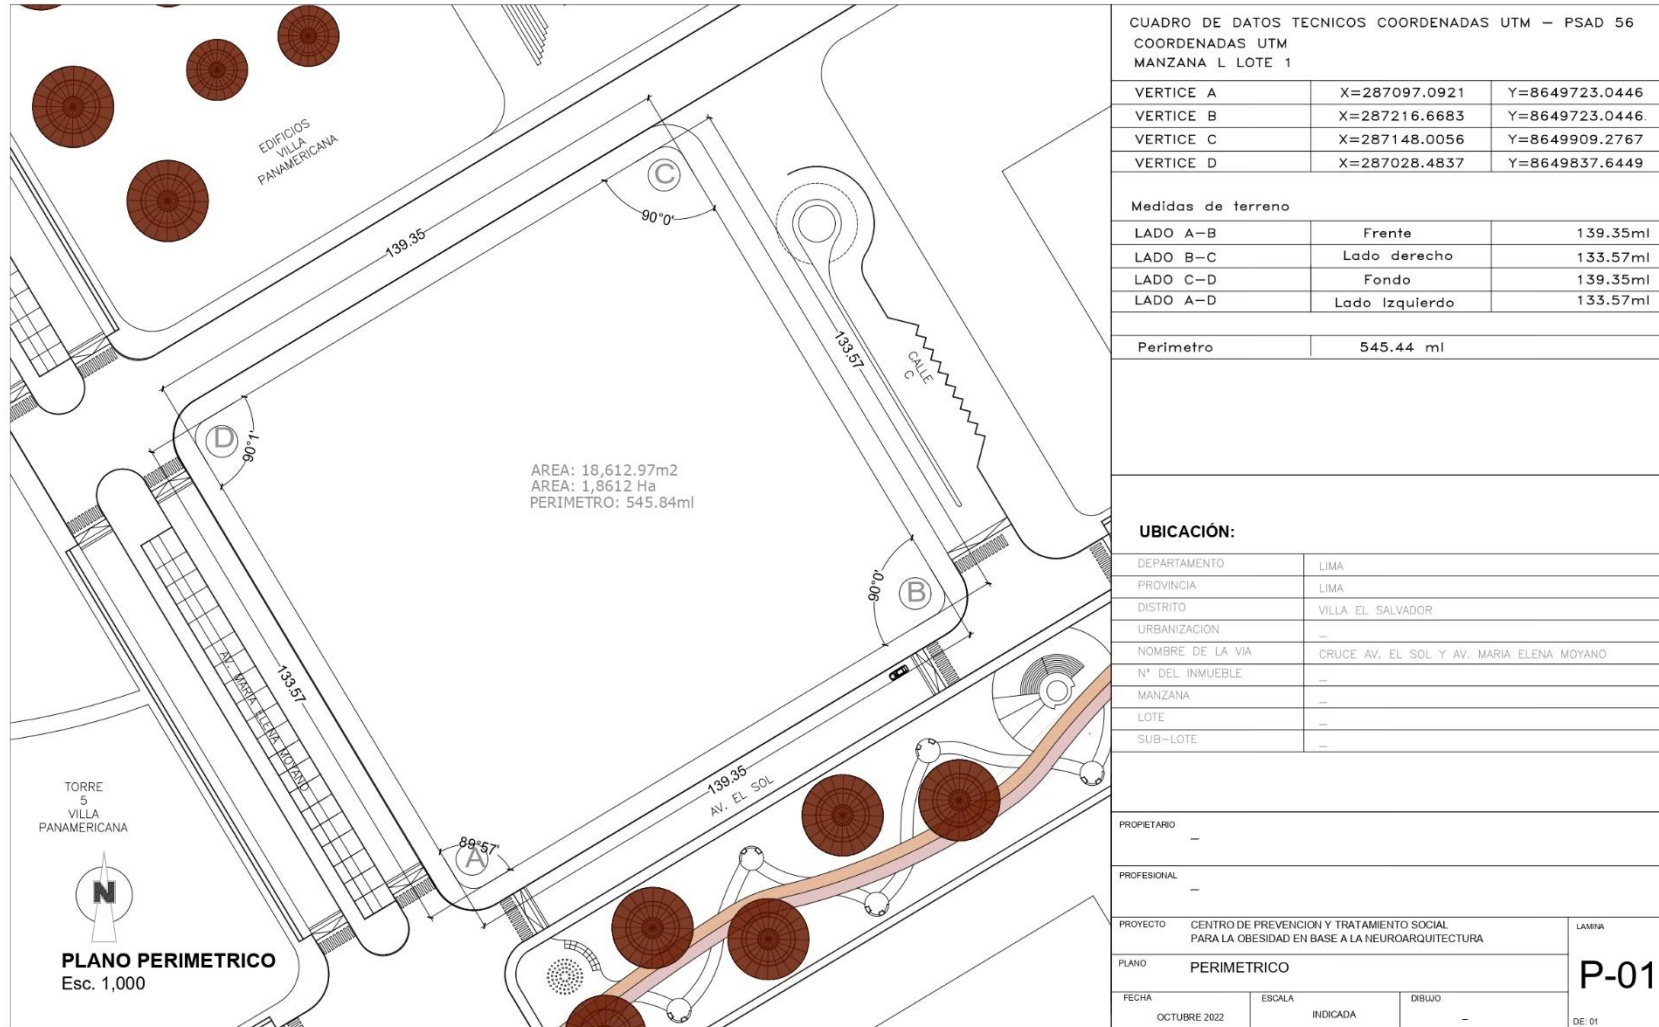 EDIFICIOS
VILLA
PANAMERICANA
139.35
C
90°0'
133.57
CALLE
C
D
90°1'
AREA: 18,612.97m2
AREA: 1,8612 Ha
PERIMETRO: 545.84ml
90°0'
B
133.57
AV. MARIA ELENA MOYANO
139.35
AV. EL SOL
89°57'
A
TORRE
5
VILLA
PANAMERICANA
N
PLANO PERIMETRICO
Esc. 1,000
CUADRO DE DATOS TECNICOS COORDENADAS UTM – PSAD 56
COORDENADAS UTM
MANZANA L LOTE 1
VERTICE A X=287097.0921 Y=8649723.0446
VERTICE B X=287216.6683 Y=8649723.0446.
VERTICE C X=287148.0056 Y=8649909.2767
VERTICE D X=287028.4837 Y=8649837.6449
Medidas de terreno
LADO A–B Frente 139.35ml
LADO B–C Lado derecho 133.57ml
LADO C–D Fondo 139.35ml
LADO A–D Lado Izquierdo 133.57ml
Perimetro 545.44 ml
UBICACIÓN:
DEPARTAMENTO LIMA
PROVINCIA LIMA
DISTRITO VILLA EL SALVADOR
URBANIZACION _
NOMBRE DE LA VIA CRUCE AV. EL SOL Y AV. MARIA ELENA MOYANO
N° DEL INMUEBLE _
MANZANA _
LOTE _
SUB–LOTE _
PROPIETARIO
–
PROFESIONAL
–
PROYECTO CENTRO DE PREVENCION Y TRATAMIENTO SOCIAL
PARA LA OBESIDAD EN BASE A LA NEUROARQUITECTURA
PLANO PERIMETRICO
LAMINA
P-01
FECHA ESCALA DIBUJO
OCTUBRE 2022 INDICADA –
DE: 01